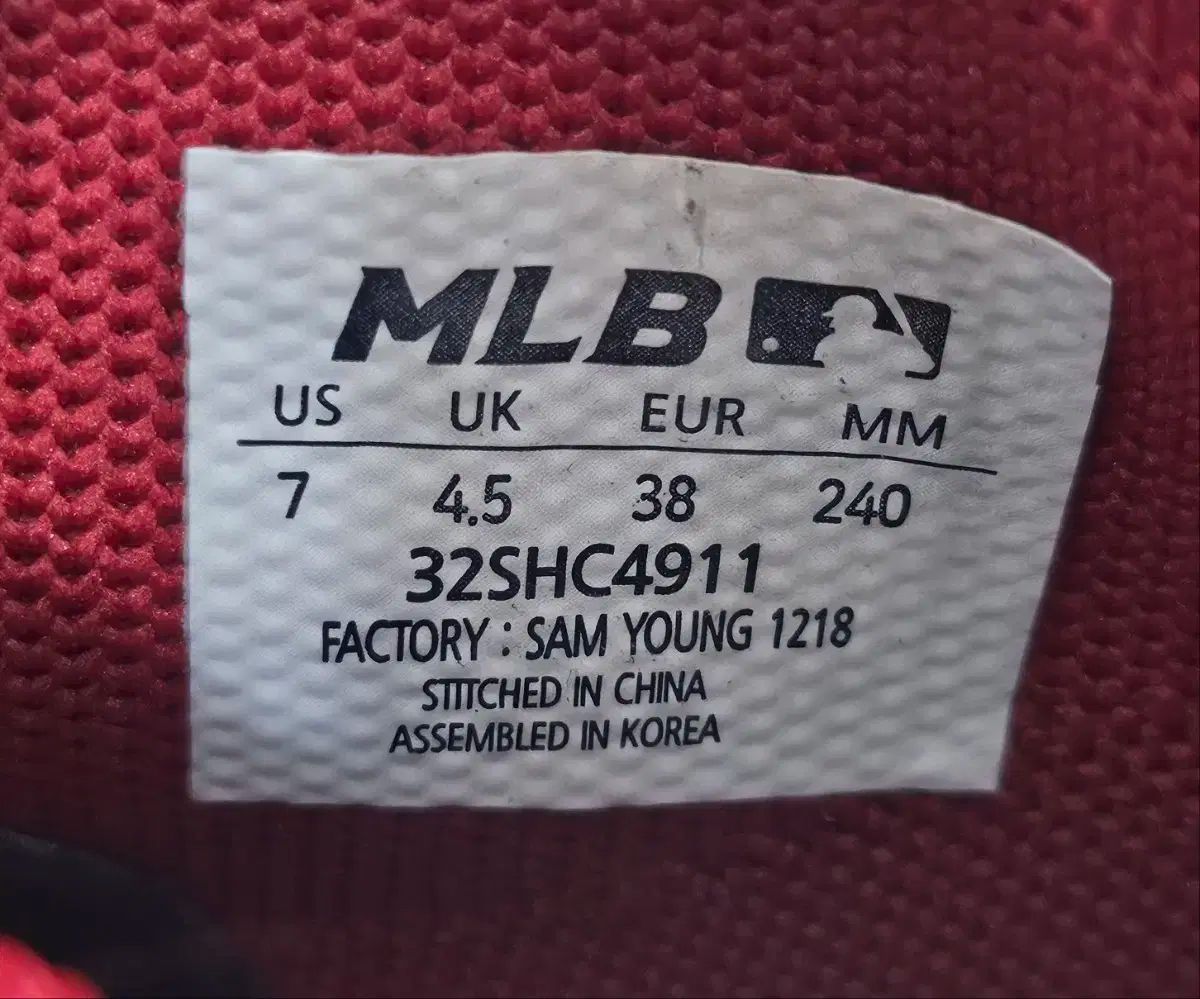 MLB
US UK EUR MM
7 4.5 38 240
32SHC4911
FACTORY : SAM YOUNG 1218
STITCHED IN CHINA
ASSEMBLED IN KOREA